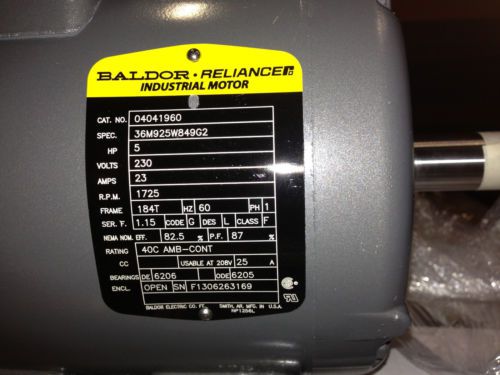 BALDOR • RELIANCE
INDUSTRIAL MOTOR
CAT. NO. 04041960
SPEC. 36M925W849G2
HP 5
VOLTS 230
AMPS 23
R.P.M. 1725
FRAME 184T HZ 60 PH 1
SER. F. 1.15 CODE G DES L CLASS F
NEMA NOM. EFF. 82.5 % P.F. 87 %
RATING 40C AMB-CONT
CC USABLE AT 208V 25 A
BEARINGS DE 6206 ODE 6205
ENCL. OPEN SN F1306263169
BALDOR ELECTRIC CO. FT. SMITH, AR. MFG. IN U.S.A.
NP1256L